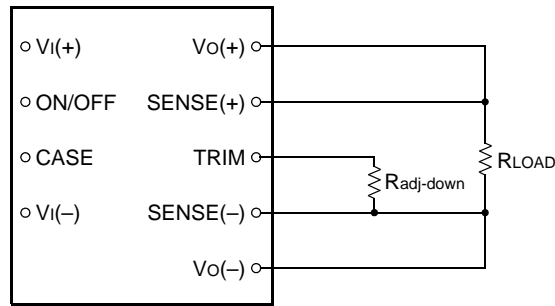 VI(+) VO(+)
ON/OFF SENSE(+)
CASE TRIM
RLOAD
Radj-down
VI(–) SENSE(–)
VO(–)